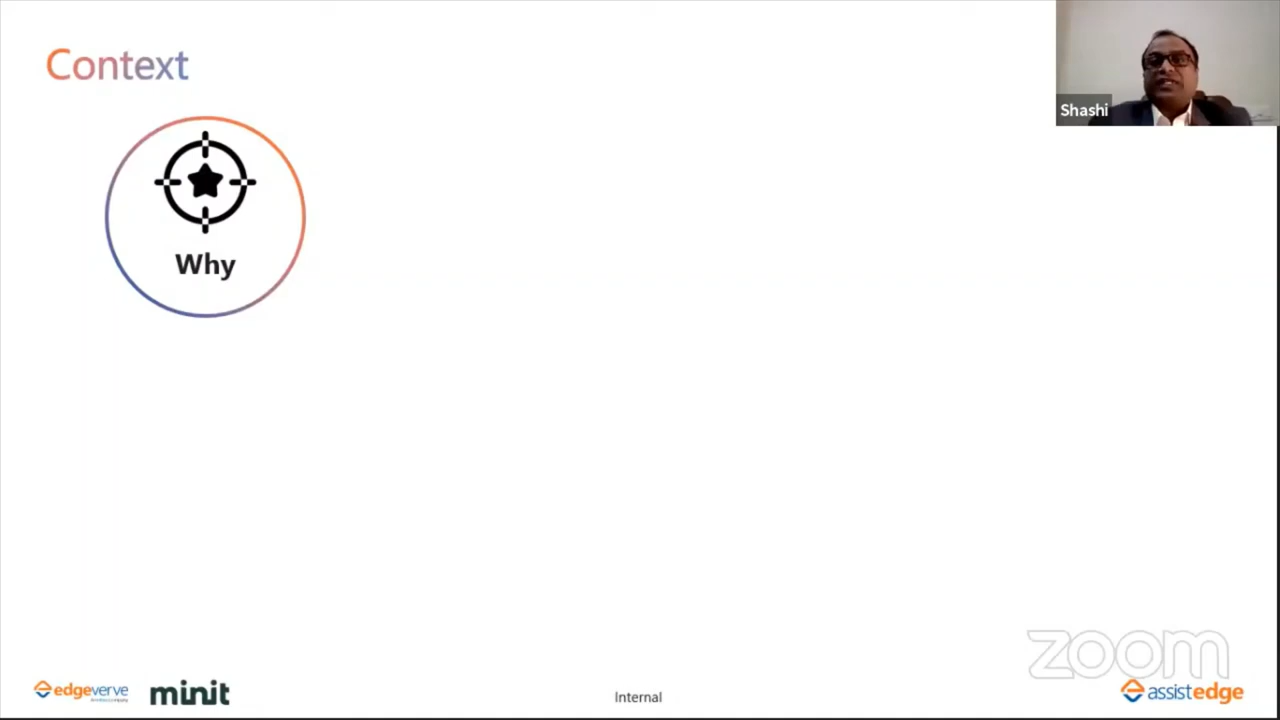 Context
Shashi
Why
zoom
edgeverve
minit
Internal
assistedge